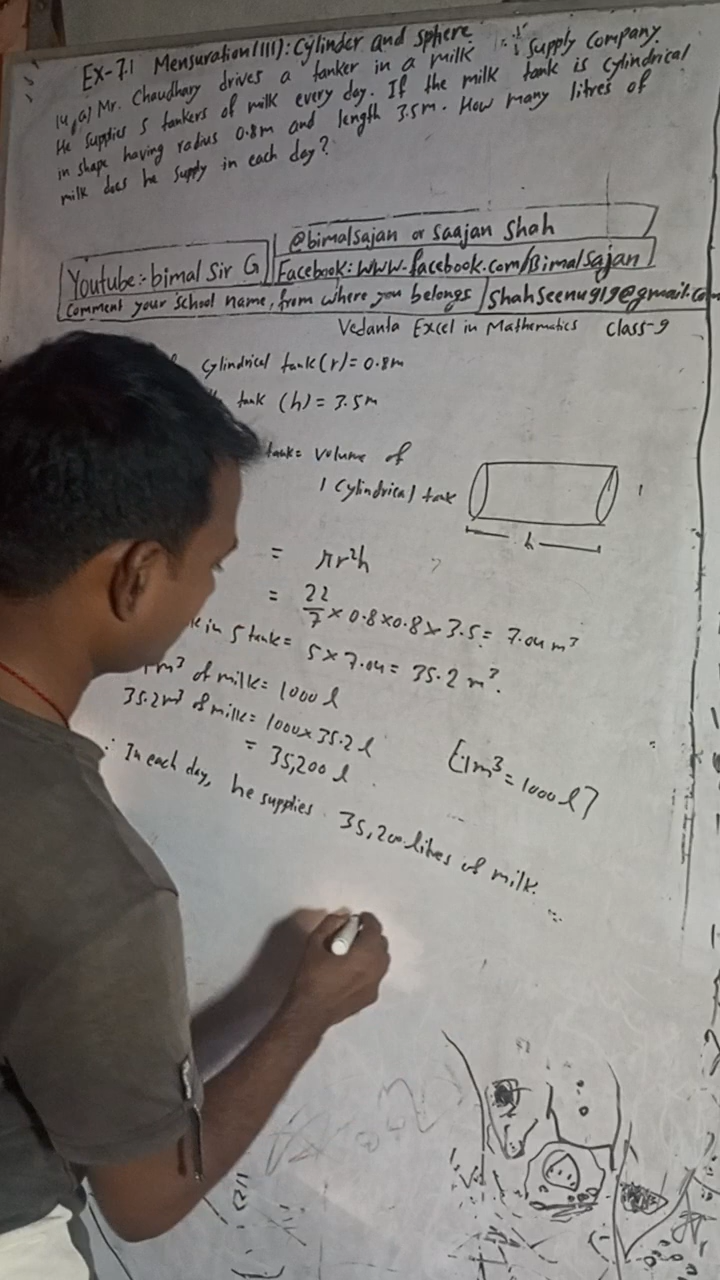 Ex-7.1 Mensuration(III): Cylinder and sphere
14.a) Mr. Chaudhary drives a tanker in a milk supply company.
He supplies 5 tankers of milk every day. If the milk tank is cylindrical
in shape having radius 0.8m and length 3.5m. How many litres of
milk does he supply in each day?
@bimalsajan or saajan shah
Youtube:- bimal Sir G
Facebook: www.facebook.com/Bimalsajan
Comment your school name, from where you belongs
shahseenu919@gmail.com
Vedanta Excel in Mathematics class-9
cylindrical tank (r) = 0.8m
tank (h) = 3.5m
tank = volume of
1 cylindrical tank
h
= πr²h
= 22/7 × 0.8×0.8× 3.5 = 7.04 m³
in 5 tank = 5 × 7.04 = 35.2 m³.
1m³ of milk = 1000 l
35.2m³ of milk = 1000 × 35.2 l
= 35,200 l
[1m³ = 1000 l]
∴ In each day, he supplies 35,200 litres of milk.